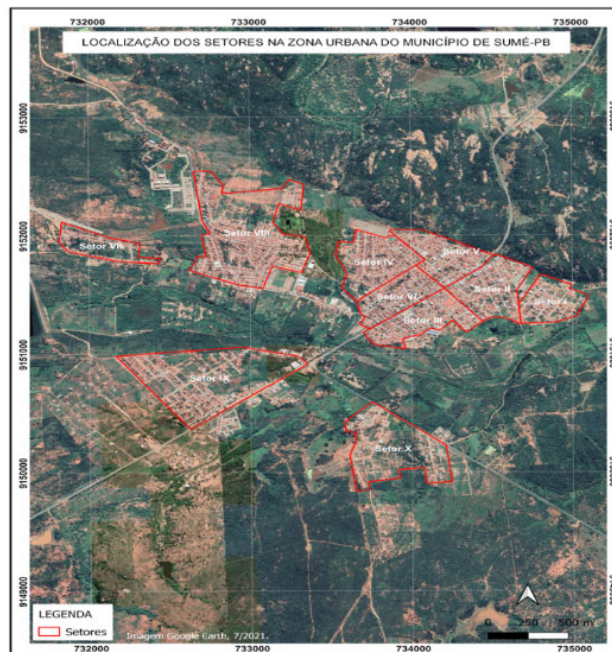 732000 733000 734000 735000
LOCALIZAÇÃO DOS SETORES NA ZONA URBANA DO MUNICÍPIO DE SUMÉ-PB
9153000
9152000
Setor VII
Setor VIII
Setor IV
Setor V
Setor VI
Setor II
Setor I
Setor III
9151000
Setor IX
Setor X
9150000
9149000
LEGENDA
Setores
Imagem Google Earth, 7/2021.
0 250 500 m
732000 733000 734000 735000